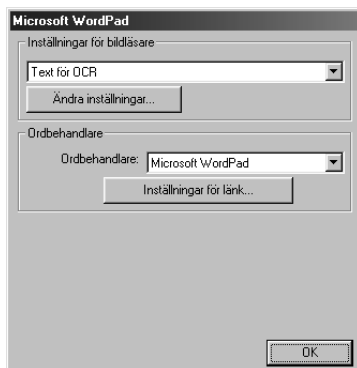 Microsoft WordPad
Inställningar för bildläsare
Text för OCR
Ändra inställningar...
Ordbehandlare
Ordbehandlare: Microsoft WordPad
Inställningar för länk...
OK